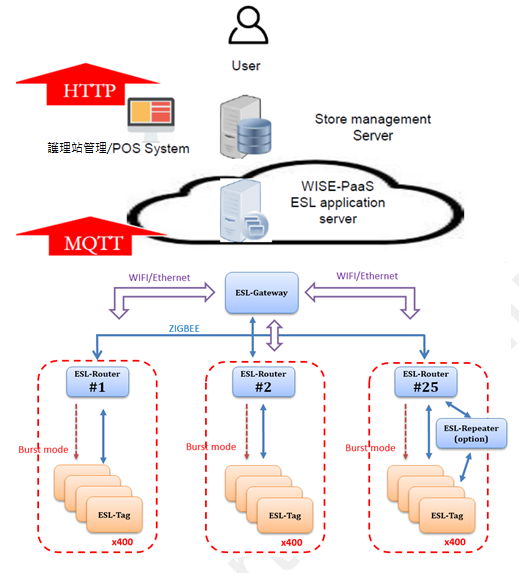 User
HTTP
Store management
Server
護理站管理/POS System
WISE-PaaS
ESL application
server
MQTT
WIFI/Ethernet
WIFI/Ethernet
ESL-Gateway
ZIGBEE
ESL-Router
#1
ESL-Router
#2
ESL-Router
#25
ESL-Repeater
(option)
Burst mode
Burst mode
Burst mode
ESL-Tag
ESL-Tag
ESL-Tag
x400
x400
x400